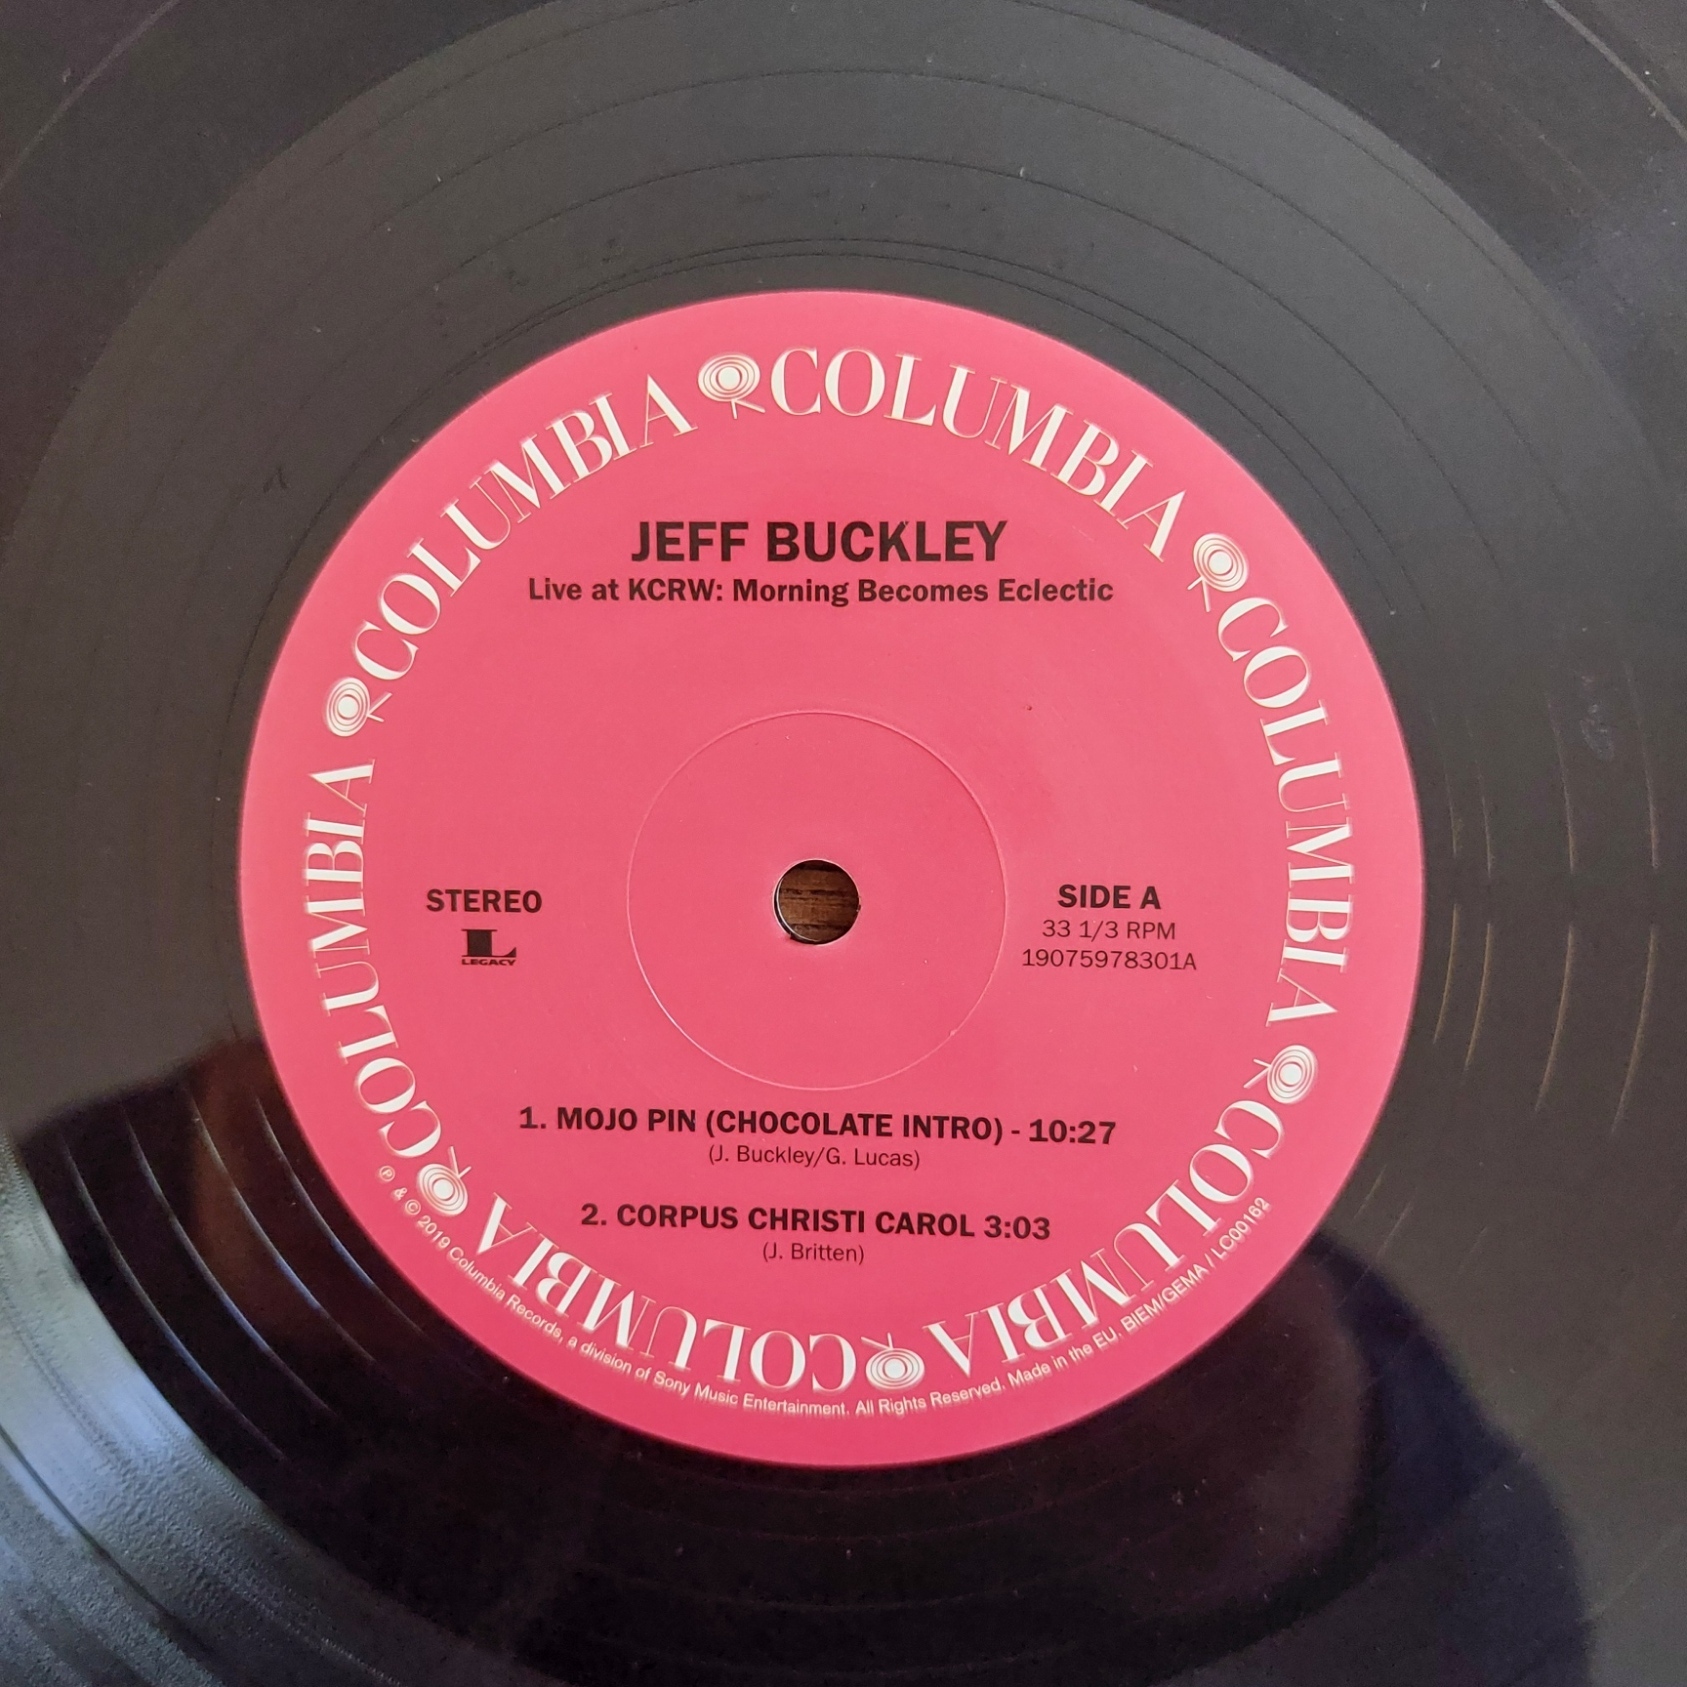 COLUMBIA COLUMBIA COLUMBIA COLUMBIA COLUMBIA COLUMBIA COLUMBIA
JEFF BUCKLEY
Live at KCRW: Morning Becomes Eclectic
STEREO
L
LEGACY
SIDE A
33 1/3 RPM
19075978301A
1. MOJO PIN (CHOCOLATE INTRO) - 10:27
(J. Buckley/G. Lucas)
2. CORPUS CHRISTI CAROL 3:03
(J. Britten)
℗ & © 2019 Columbia Records, a division of Sony Music Entertainment. All Rights Reserved. Made in the EU. BIEM/GEMA / LC00162